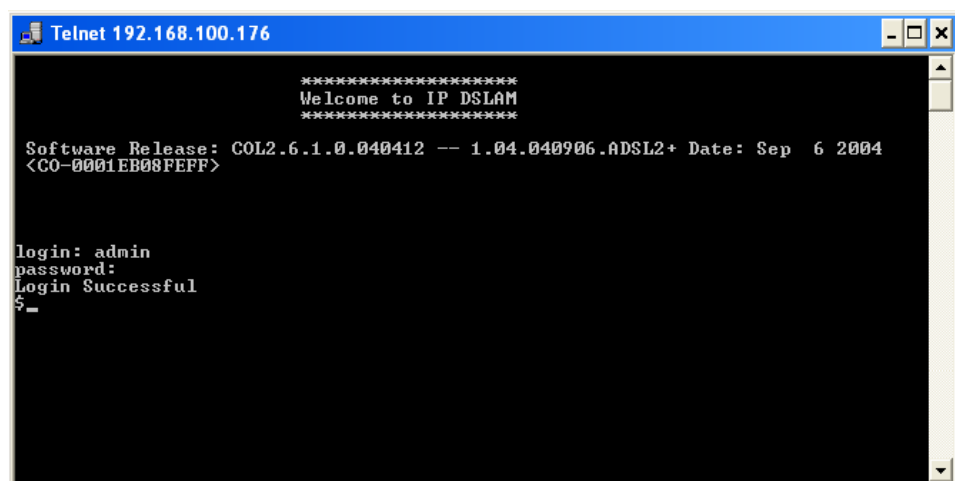 Telnet 192.168.100.176
*******************
Welcome to IP DSLAM
*******************
Software Release: COL2.6.1.0.040412 -- 1.04.040906.ADSL2+ Date: Sep  6 2004
<CO-0001EB08FEFF>
login: admin
password:
Login Successful
$_